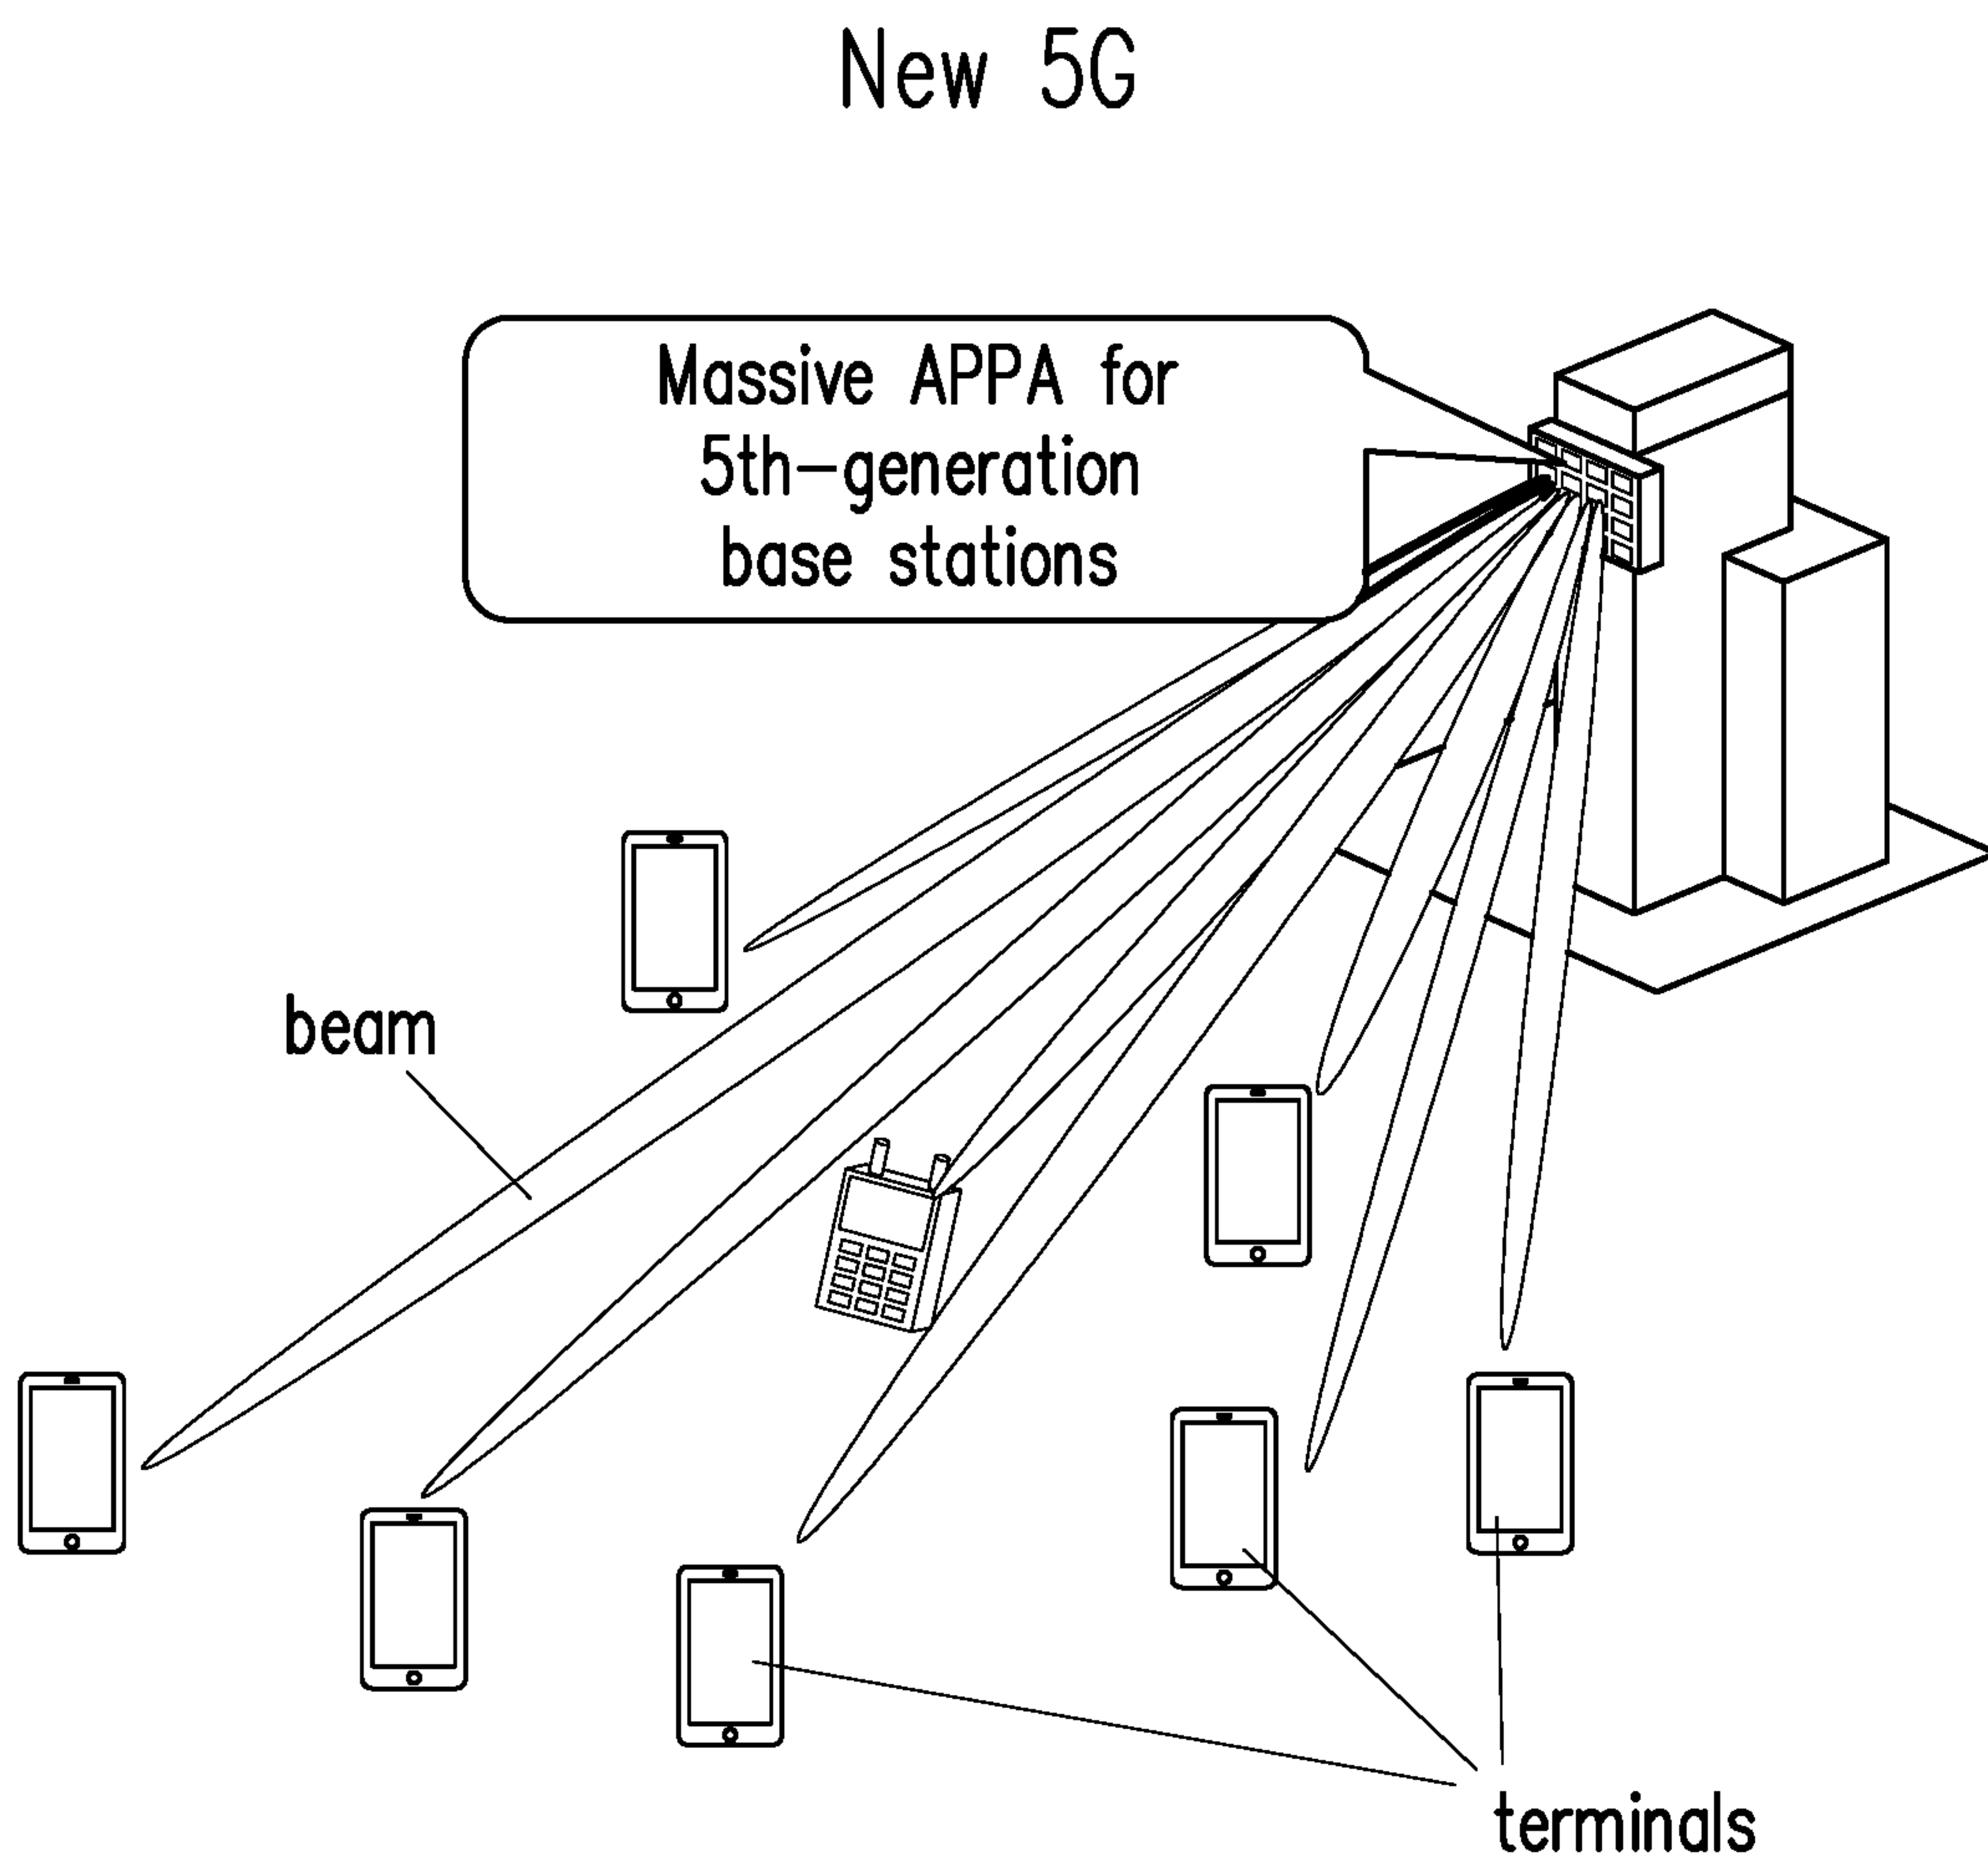 New 5G
Massive APPA for
5th-generation
base stations
beam
terminals